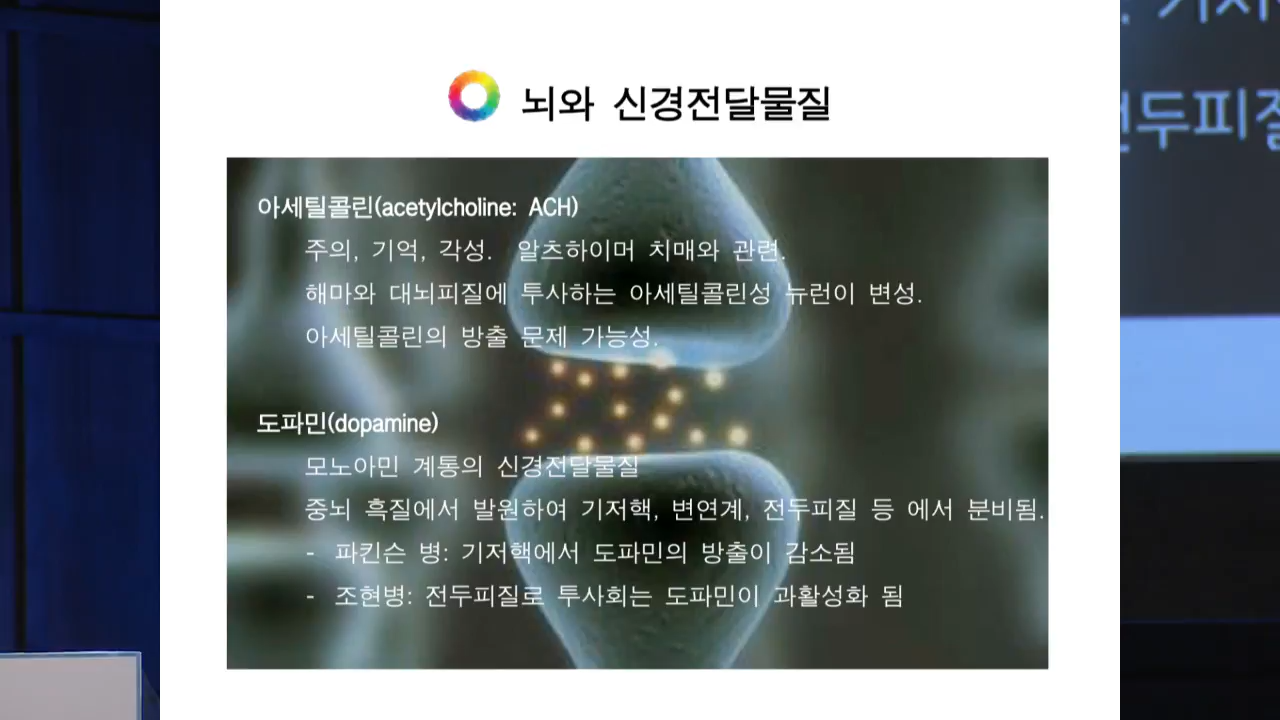 뇌와 신경전달물질
아세틸콜린(acetylcholine: ACH)
주의, 기억, 각성. 알츠하이머 치매와 관련.
해마와 대뇌피질에 투사하는 아세틸콜린성 뉴런이 변성.
아세틸콜린의 방출 문제 가능성.
도파민(dopamine)
모노아민 계통의 신경전달물질
중뇌 흑질에서 발원하여 기저핵, 변연계, 전두피질 등 에서 분비됨.
- 파킨슨 병: 기저핵에서 도파민의 방출이 감소됨
- 조현병: 전두피질로 투사회는 도파민이 과활성화 됨
두피